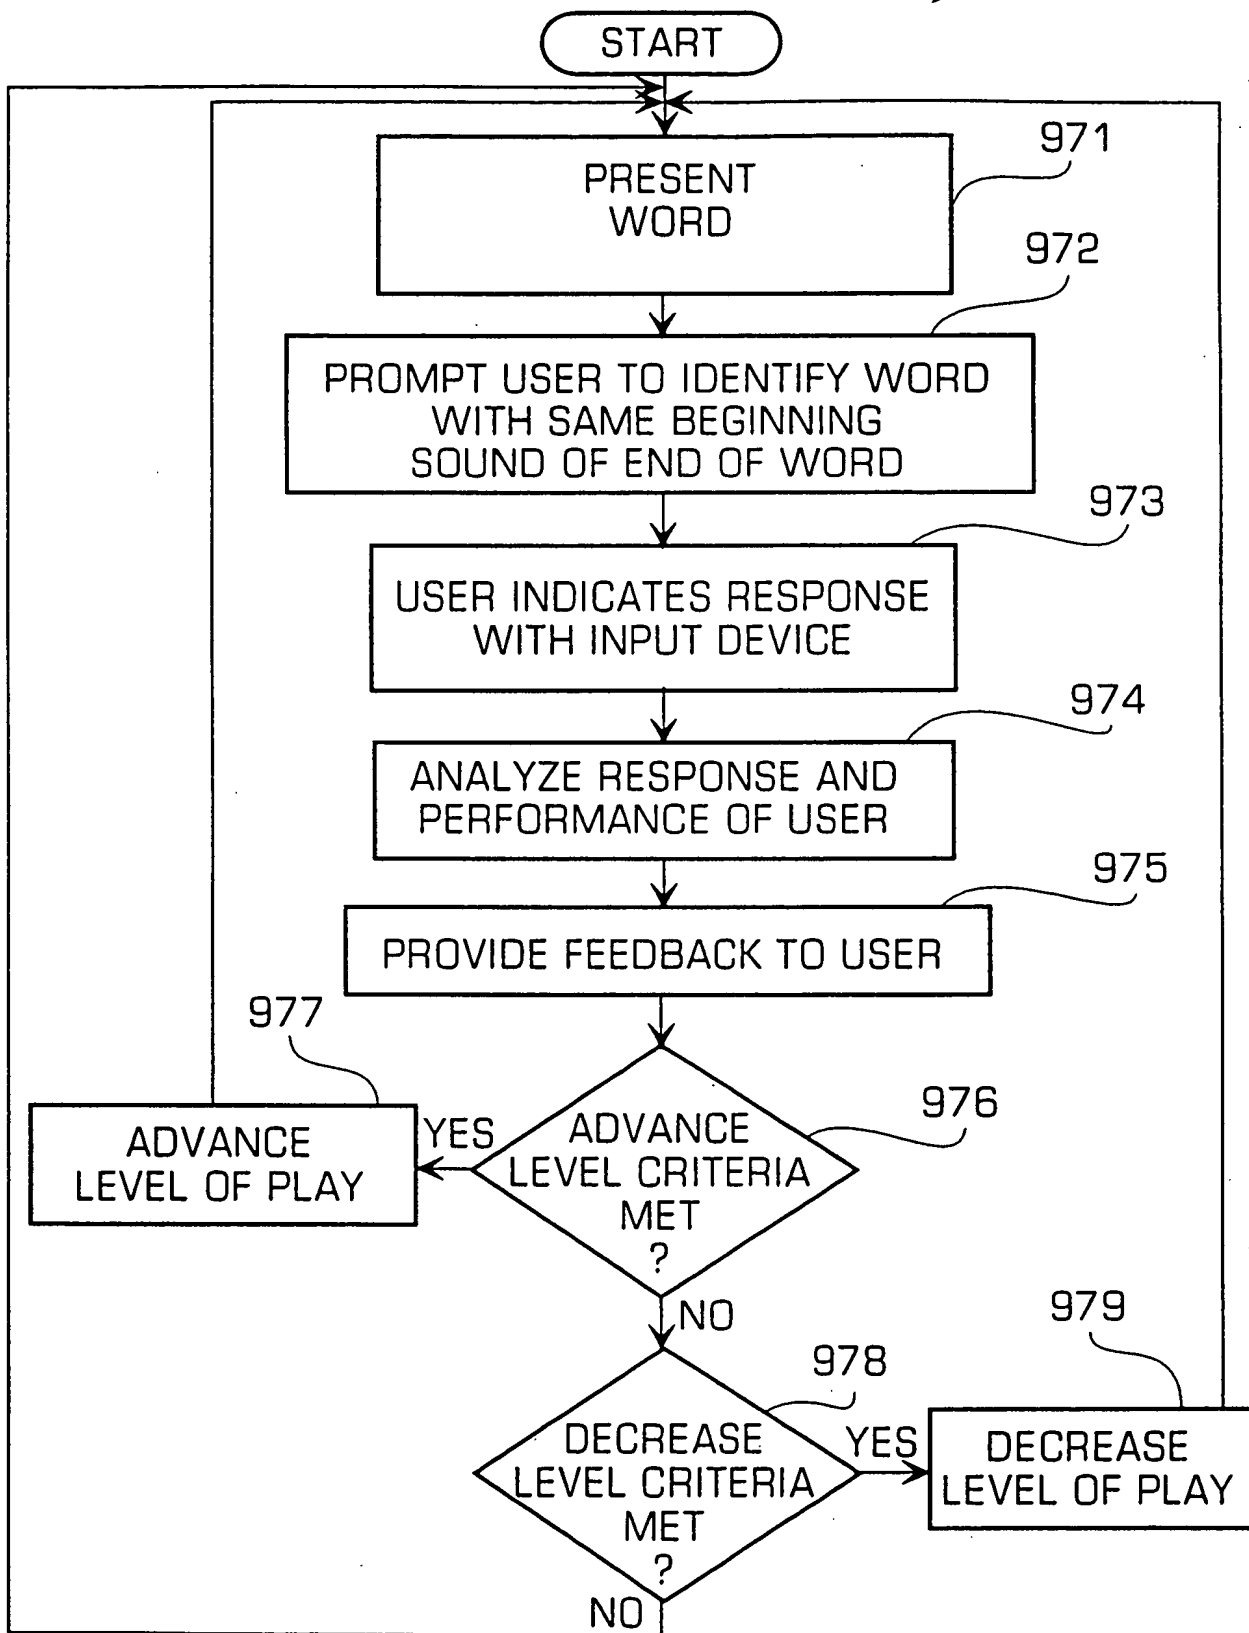 START
971
PRESENT
WORD
972
PROMPT USER TO IDENTIFY WORD
WITH SAME BEGINNING
SOUND OF END OF WORD
973
USER INDICATES RESPONSE
WITH INPUT DEVICE
974
ANALYZE RESPONSE AND
PERFORMANCE OF USER
975
PROVIDE FEEDBACK TO USER
977
976
ADVANCE
LEVEL OF PLAY
YES
ADVANCE
LEVEL CRITERIA
MET
?
NO
979
978
DECREASE
LEVEL CRITERIA
MET
?
YES
DECREASE
LEVEL OF PLAY
NO